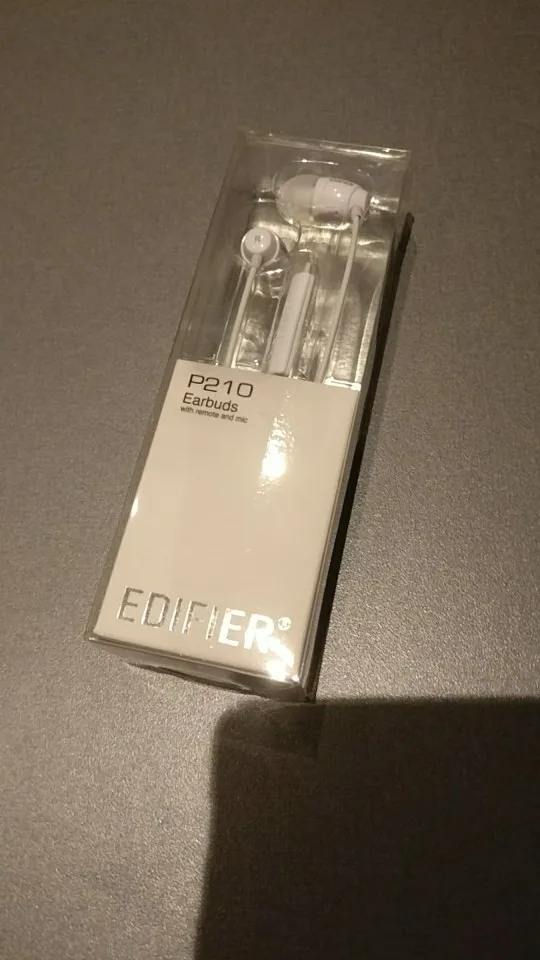 P210
Earbuds
with remote and mic
EDIFIER®